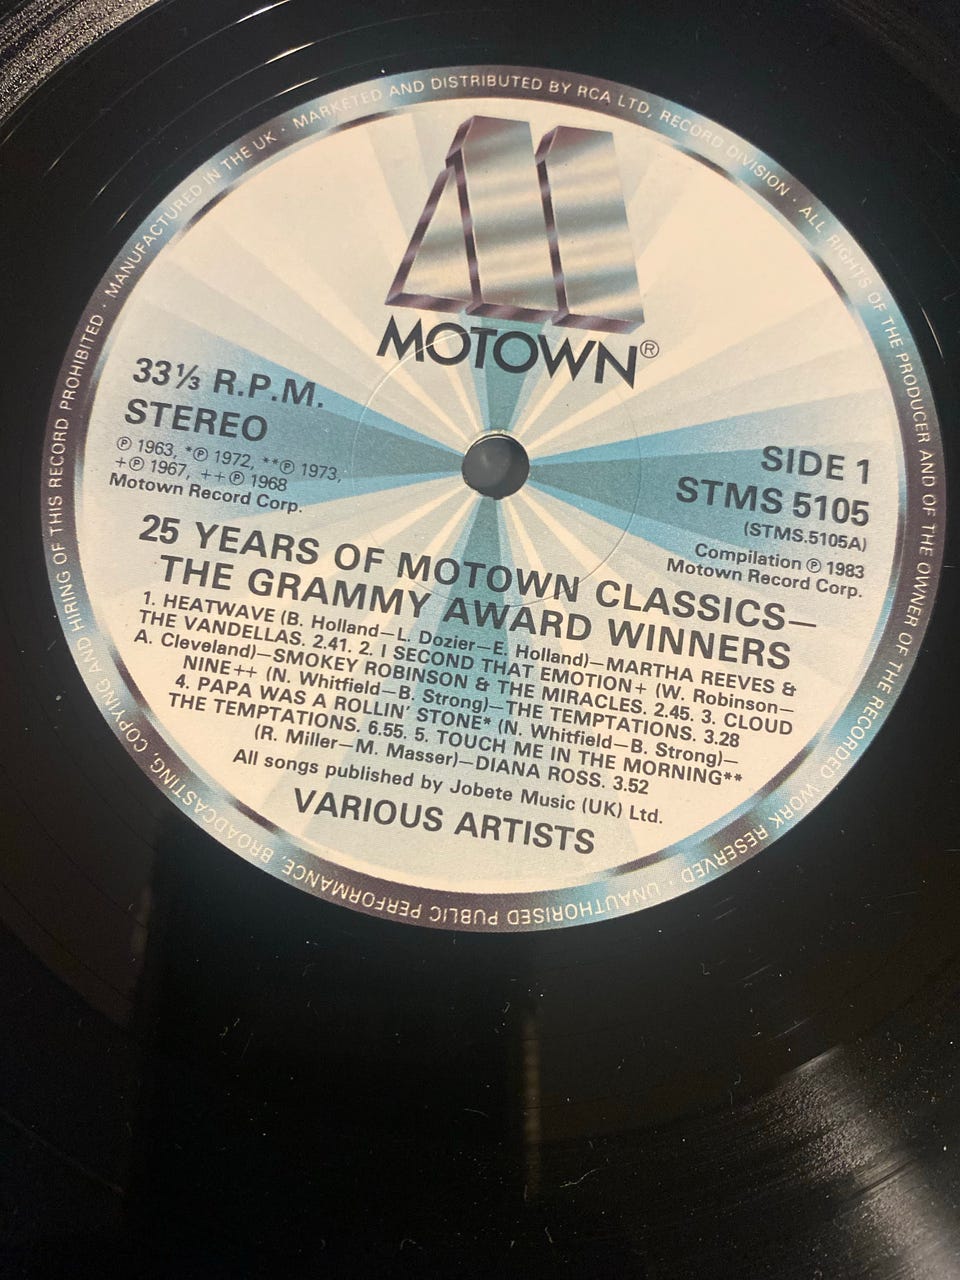 MANUFACTURED IN THE UK · MARKETED AND DISTRIBUTED BY RCA LTD, RECORD DIVISION · ALL RIGHTS OF THE PRODUCER AND OF THE OWNER OF THE RECORDED WORK RESERVED · UNAUTHORISED PUBLIC PERFORMANCE, BROADCASTING, COPYING AND HIRING OF THIS RECORD PROHIBITED ·
MOTOWN®
33⅓ R.P.M.
STEREO
℗ 1963, *℗ 1972, **℗ 1973,
+℗ 1967, ++℗ 1968
Motown Record Corp.
SIDE 1
STMS 5105
(STMS.5105A)
Compilation ℗ 1983
Motown Record Corp.
25 YEARS OF MOTOWN CLASSICS—
THE GRAMMY AWARD WINNERS
1. HEATWAVE (B. Holland—L. Dozier—E. Holland)—MARTHA REEVES &
THE VANDELLAS. 2.41. 2. I SECOND THAT EMOTION+ (W. Robinson—
A. Cleveland)—SMOKEY ROBINSON & THE MIRACLES. 2.45. 3. CLOUD
NINE++ (N. Whitfield—B. Strong)—THE TEMPTATIONS. 3.28
4. PAPA WAS A ROLLIN' STONE* (N. Whitfield—B. Strong)—
THE TEMPTATIONS. 6.55. 5. TOUCH ME IN THE MORNING**
(R. Miller—M. Masser)—DIANA ROSS. 3.52
All songs published by Jobete Music (UK) Ltd.
VARIOUS ARTISTS